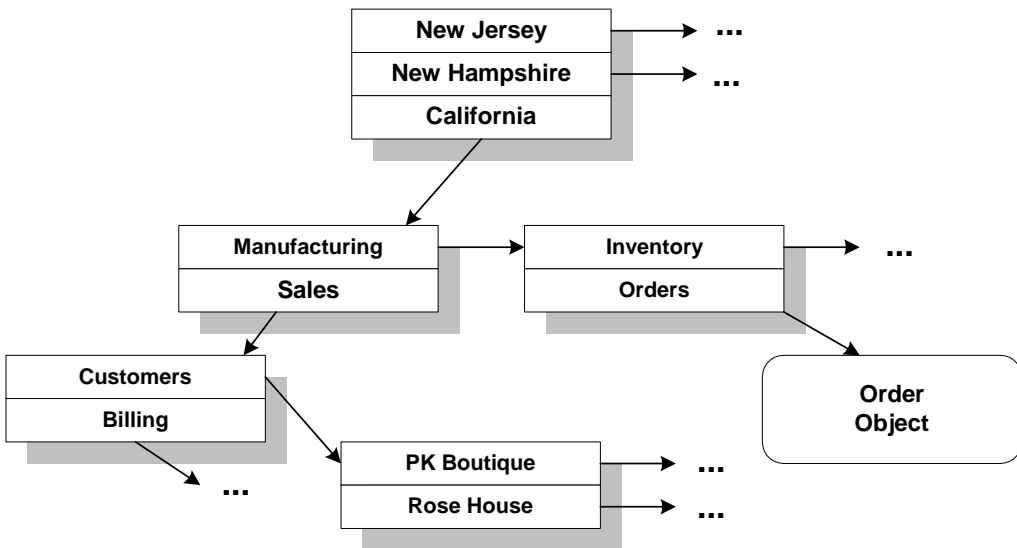 New Jersey
...
New Hampshire
...
California
Manufacturing
Inventory
...
Sales
Orders
Customers
Billing
Order
Object
PK Boutique
...
...
Rose House
...